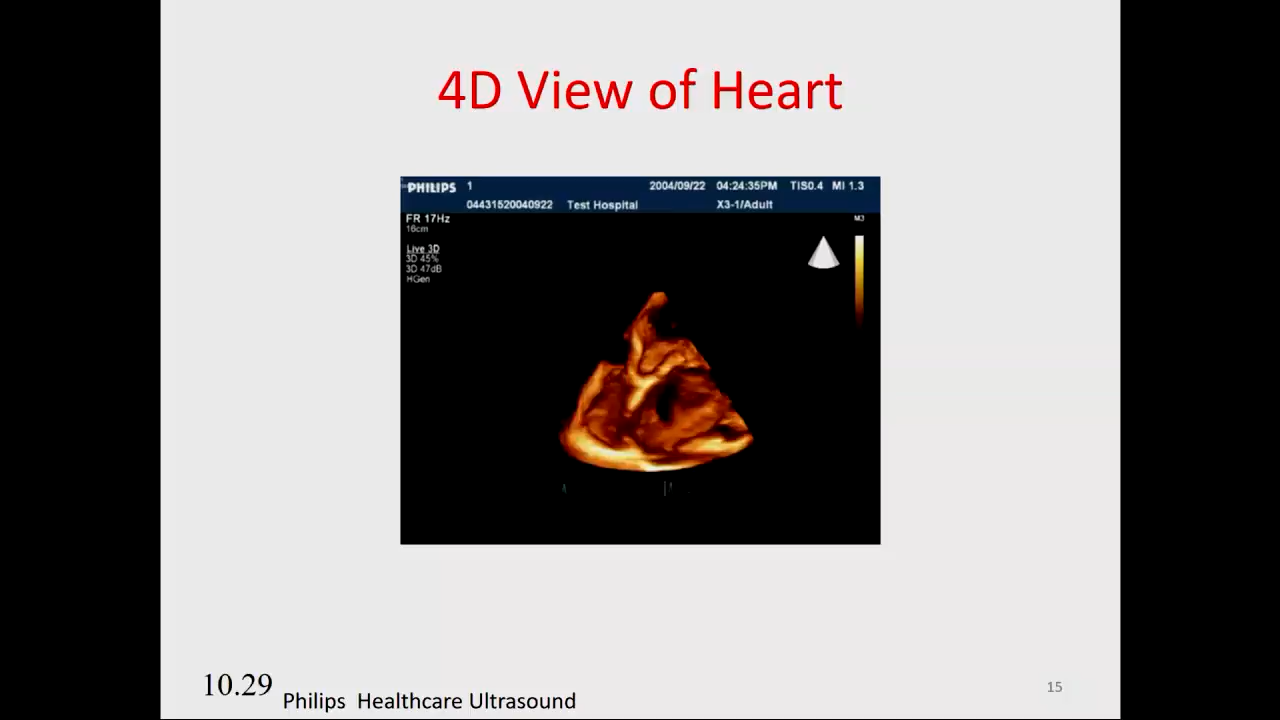 4D View of Heart
PHILIPS 1 2004/09/22 04:24:35PM TIS0.4 MI 1.3
04431520040922 Test Hospital X3-1/Adult
FR 17Hz
16cm
M3
Live 3D
3D 45%
3D 47dB
HGen
10.29 Philips Healthcare Ultrasound
15